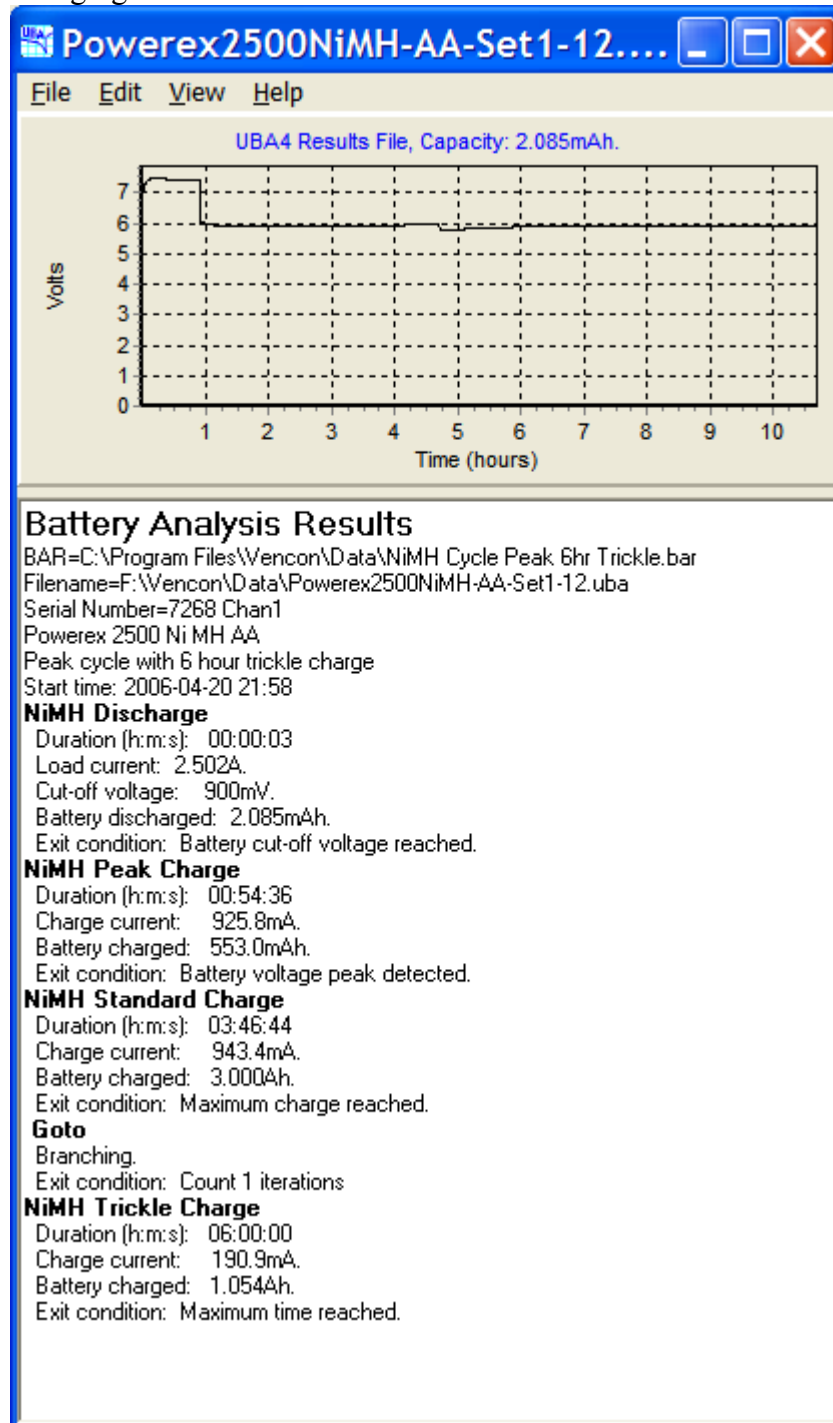 Powerex2500NiMH-AA-Set1-12....
File Edit View Help
UBA4 Results File, Capacity: 2.085mAh.
Volts
7
6
5
4
3
2
1
0
1 2 3 4 5 6 7 8 9 10
Time (hours)
Battery Analysis Results
BAR=C:\Program Files\Vencon\Data\NiMH Cycle Peak 6hr Trickle.bar
Filename=F:\Vencon\Data\Powerex2500NiMH-AA-Set1-12.uba
Serial Number=7268 Chan1
Powerex 2500 Ni MH AA
Peak cycle with 6 hour trickle charge
Start time: 2006-04-20 21:58
NiMH Discharge
Duration (h:m:s): 00:00:03
Load current: 2.502A.
Cut-off voltage: 900mV.
Battery discharged: 2.085mAh.
Exit condition: Battery cut-off voltage reached.
NiMH Peak Charge
Duration (h:m:s): 00:54:36
Charge current: 925.8mA.
Battery charged: 553.0mAh.
Exit condition: Battery voltage peak detected.
NiMH Standard Charge
Duration (h:m:s): 03:46:44
Charge current: 943.4mA.
Battery charged: 3.000Ah.
Exit condition: Maximum charge reached.
Goto
Branching.
Exit condition: Count 1 iterations
NiMH Trickle Charge
Duration (h:m:s): 06:00:00
Charge current: 190.9mA.
Battery charged: 1.054Ah.
Exit condition: Maximum time reached.